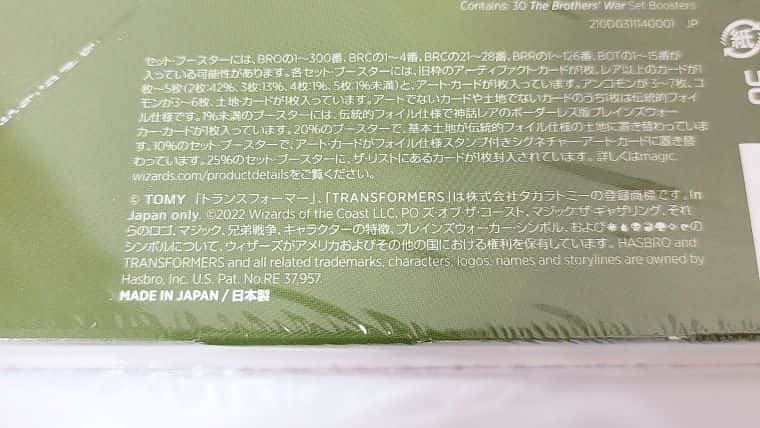 Contains: 30 The Brothers' War Set Boosters
210D031140001 JP
紙
セット・ブースターには、BROの1〜300番、BRCの1〜4番、BRCの21〜28番、BRRの1〜126番、BOTの1〜15番が
入っている可能性があります。各セット・ブースターには、旧枠のアーティファクト・カードが1枚、レア以上のカードが1
枚〜5枚（2枚:42%、3枚:13%、4枚:1%、5枚:1%未満）と、アート・カードが1枚入っています。アンコモンが3〜7枚、コ
モンが3〜6枚、土地・カードが1枚入っています。アートでないカードや土地でないカードのうち1枚は伝統的フォイ
ル仕様です。1%未満のブースターには、伝統的フォイル仕様で神話レアのボーダーレス版プレインズウォー
カー・カードが1枚入っています。20%のブースターで、基本土地が伝統的フォイル仕様の土地に置き替わっていま
す。10%のセット・ブースターで、アート・カードがフォイル仕様スタンプ付きシグネチャー・アート・カードに置き替
わっています。25%のセット・ブースターに、ザ・リストにあるカードが1枚封入されています。詳しくはmagic.
wizards.com/productdetailsをご覧ください。
© TOMY 「トランスフォーマー」、「TRANSFORMERS」は株式会社タカラトミーの登録商標です。In
Japan only. ©2022 Wizards of the Coast LLC, PO ズ・オブ・ザ・コースト、マジック:ザ・ギャザリング、それ
らのロゴ、マジック、兄弟戦争、キャラクターの特徴、プレインズウォーカー・シンボル、および の
シンボルについて、ウィザーズがアメリカおよびその他の国における権利を保有しています。HASBRO and
TRANSFORMERS and all related trademarks, characters, logos, names and storylines are owned by
Hasbro, Inc. U.S. Pat. No.RE 37,957.
MADE IN JAPAN / 日本製